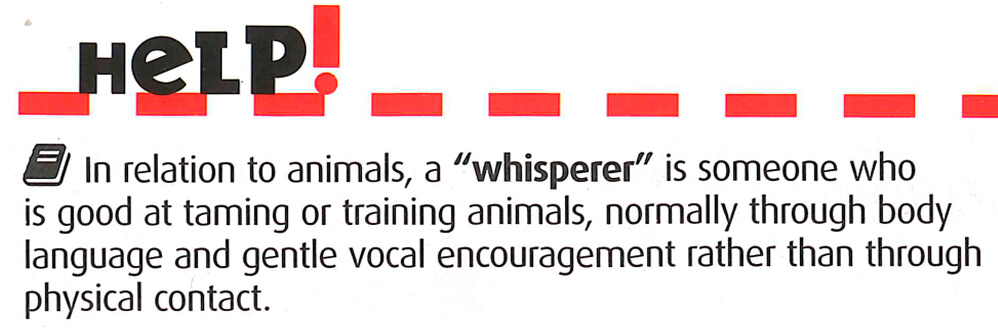 HeLP!
In relation to animals, a “whisperer” is someone who
is good at taming or training animals, normally through body
language and gentle vocal encouragement rather than through
physical contact.